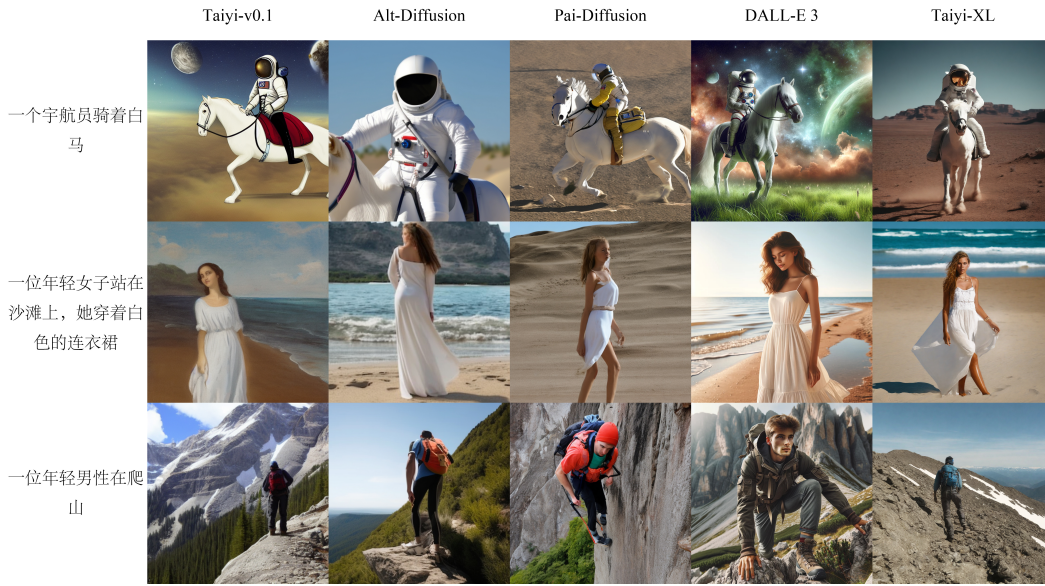 Taiyi-v0.1 Alt-Diffusion Pai-Diffusion DALL-E 3 Taiyi-XL
一个宇航员骑着白
马
一位年轻女子站在
沙滩上，她穿着白
色的连衣裙
一位年轻男性在爬
山